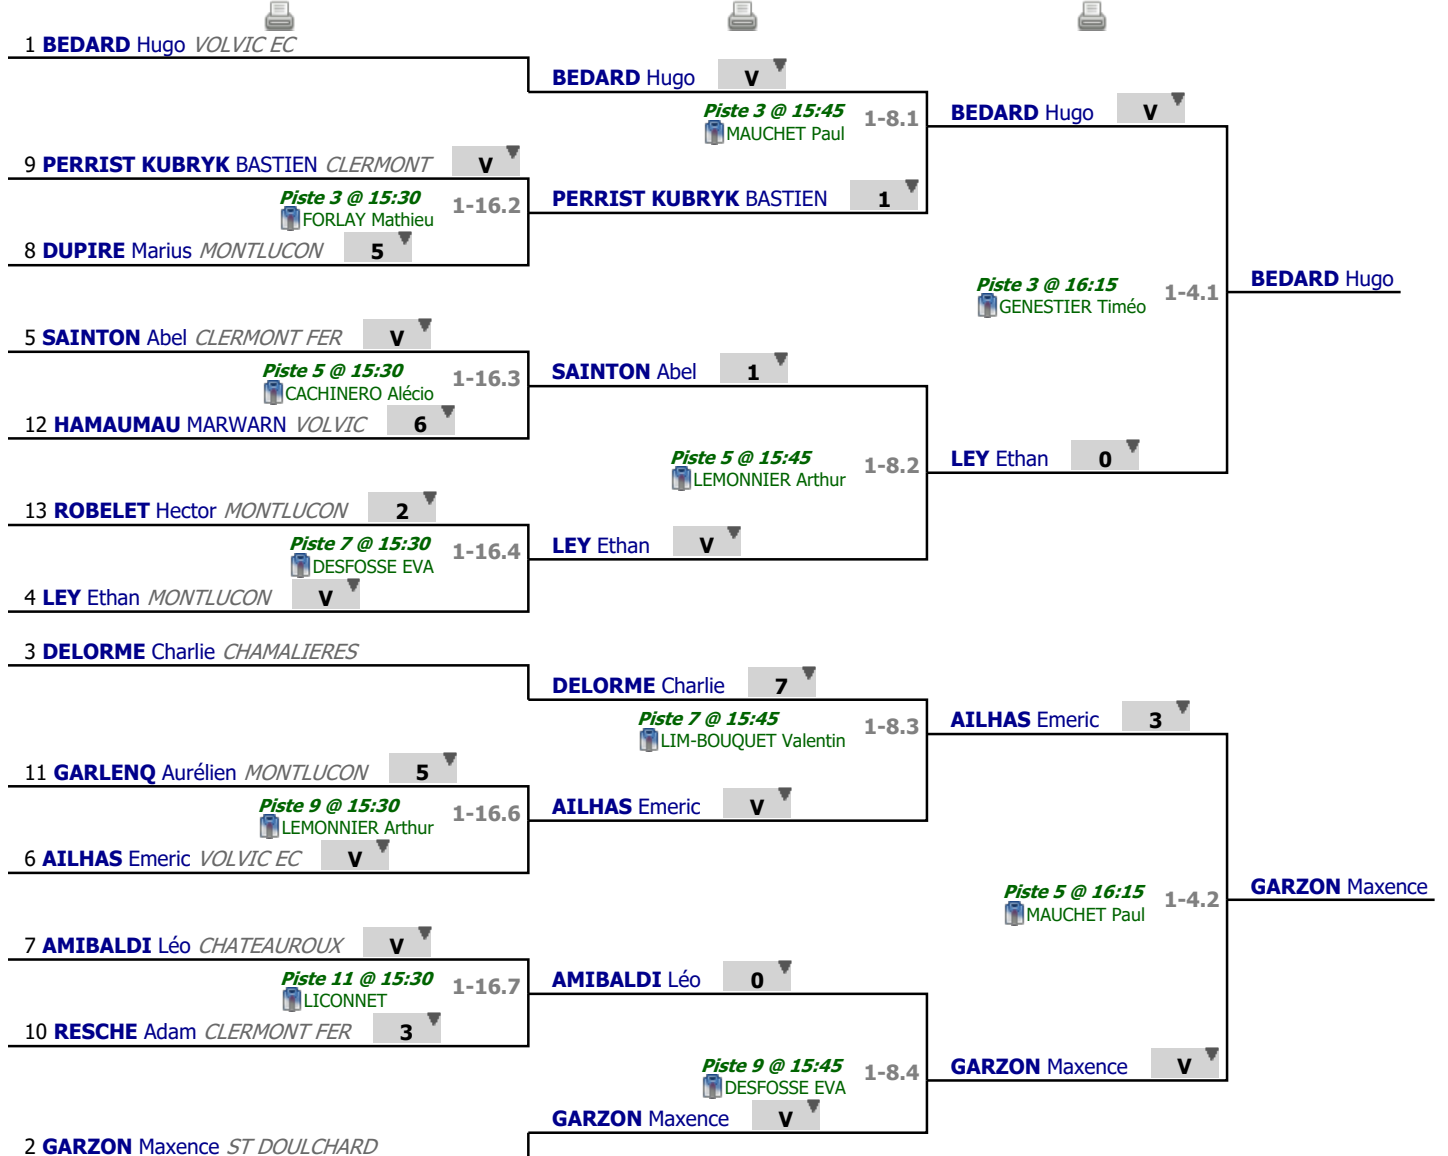 1 BEDARD Hugo VOLVIC EC
BEDARD Hugo V
Piste 3 @ 15:45 1-8.1
MAUCHET Paul
BEDARD Hugo V
9 PERRIST KUBRYK BASTIEN CLERMONT V
Piste 3 @ 15:30 1-16.2
FORLAY Mathieu
PERRIST KUBRYK BASTIEN 1
8 DUPIRE Marius MONTLUCON 5
Piste 3 @ 16:15 1-4.1
GENESTIER Timéo
BEDARD Hugo
5 SAINTON Abel CLERMONT FER V
Piste 5 @ 15:30 1-16.3
CACHINERO Alécio
SAINTON Abel 1
12 HAMAUMAU MARWARN VOLVIC 6
Piste 5 @ 15:45 1-8.2
LEMONNIER Arthur
LEY Ethan 0
13 ROBELET Hector MONTLUCON 2
Piste 7 @ 15:30 1-16.4
DESFOSSE EVA
LEY Ethan V
4 LEY Ethan MONTLUCON V
3 DELORME Charlie CHAMALIERES
DELORME Charlie 7
Piste 7 @ 15:45 1-8.3
LIM-BOUQUET Valentin
AILHAS Emeric 3
11 GARLENQ Aurélien MONTLUCON 5
Piste 9 @ 15:30 1-16.6
LEMONNIER Arthur
AILHAS Emeric V
6 AILHAS Emeric VOLVIC EC V
Piste 5 @ 16:15 1-4.2
MAUCHET Paul
GARZON Maxence
7 AMIBALDI Léo CHATEAUROUX V
Piste 11 @ 15:30 1-16.7
LICONNET
AMIBALDI Léo 0
10 RESCHE Adam CLERMONT FER 3
Piste 9 @ 15:45 1-8.4
DESFOSSE EVA
GARZON Maxence V
GARZON Maxence V
2 GARZON Maxence ST DOULCHARD